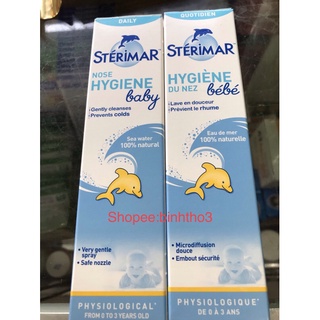 DAILY
STÉRIMAR
NOSE
HYGIENE
baby
Gently cleanses
Prevents colds
Sea water
100% natural
• Very gentle
spray
• Safe nozzle
PHYSIOLOGICAL
FROM 0 TO 3 YEARS OLD
QUOTIDIEN
STÉRIMAR
HYGIÈNE
DU NEZ
bébé
Lave en douceur
Prévient le rhume
Eau de mer
100% naturelle
• Microdiffusion
douce
• Embout sécurité
PHYSIOLOGIQUE
DE 0 À 3 ANS
Shopee:kinhtho3